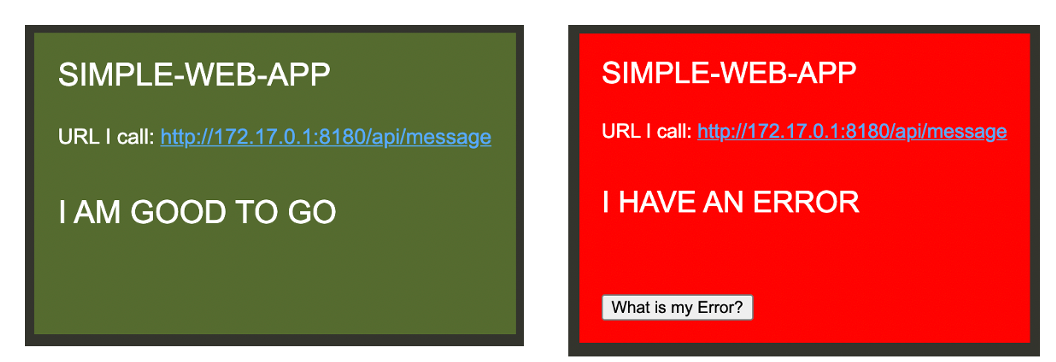 SIMPLE-WEB-APP
URL I call: http://172.17.0.1:8180/api/message
I AM GOOD TO GO
SIMPLE-WEB-APP
URL I call: http://172.17.0.1:8180/api/message
I HAVE AN ERROR
What is my Error?